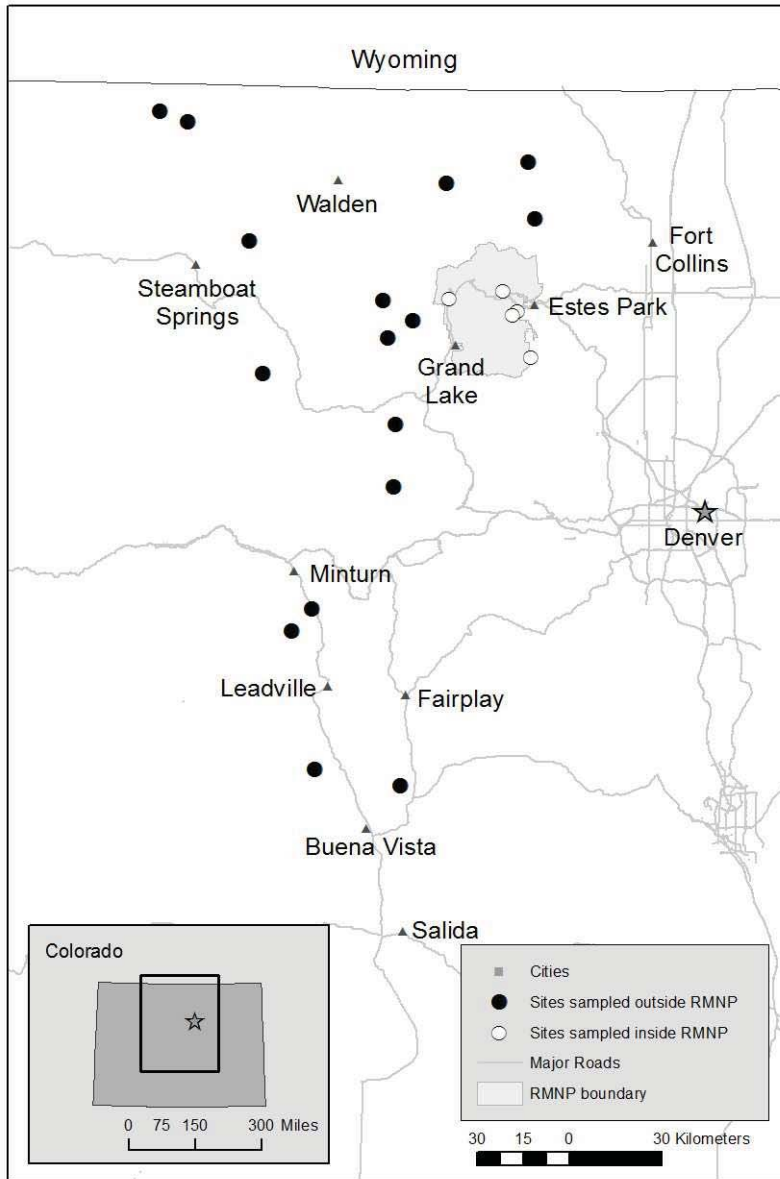 Wyoming
Walden
Fort
Collins
Steamboat
Springs
Estes Park
Grand
Lake
Denver
Minturn
Leadville
Fairplay
Buena Vista
Salida
Colorado
0 75 150 300 Miles
Cities
Sites sampled outside RMNP
Sites sampled inside RMNP
Major Roads
RMNP boundary
30 15 0 30 Kilometers